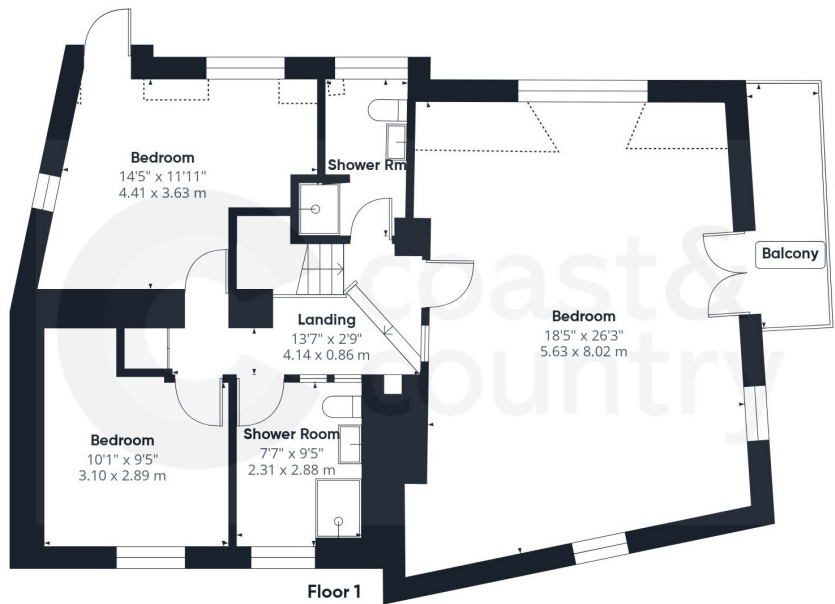 Bedroom
14'5" x 11'11"
4.41 x 3.63 m
Shower Rm
Balcony
Landing
13'7" x 2'9"
4.14 x 0.86 m
Bedroom
18'5" x 26'3"
5.63 x 8.02 m
Bedroom
10'1" x 9'5"
3.10 x 2.89 m
Shower Room
7'7" x 9'5"
2.31 x 2.88 m
Floor 1
coast &
country